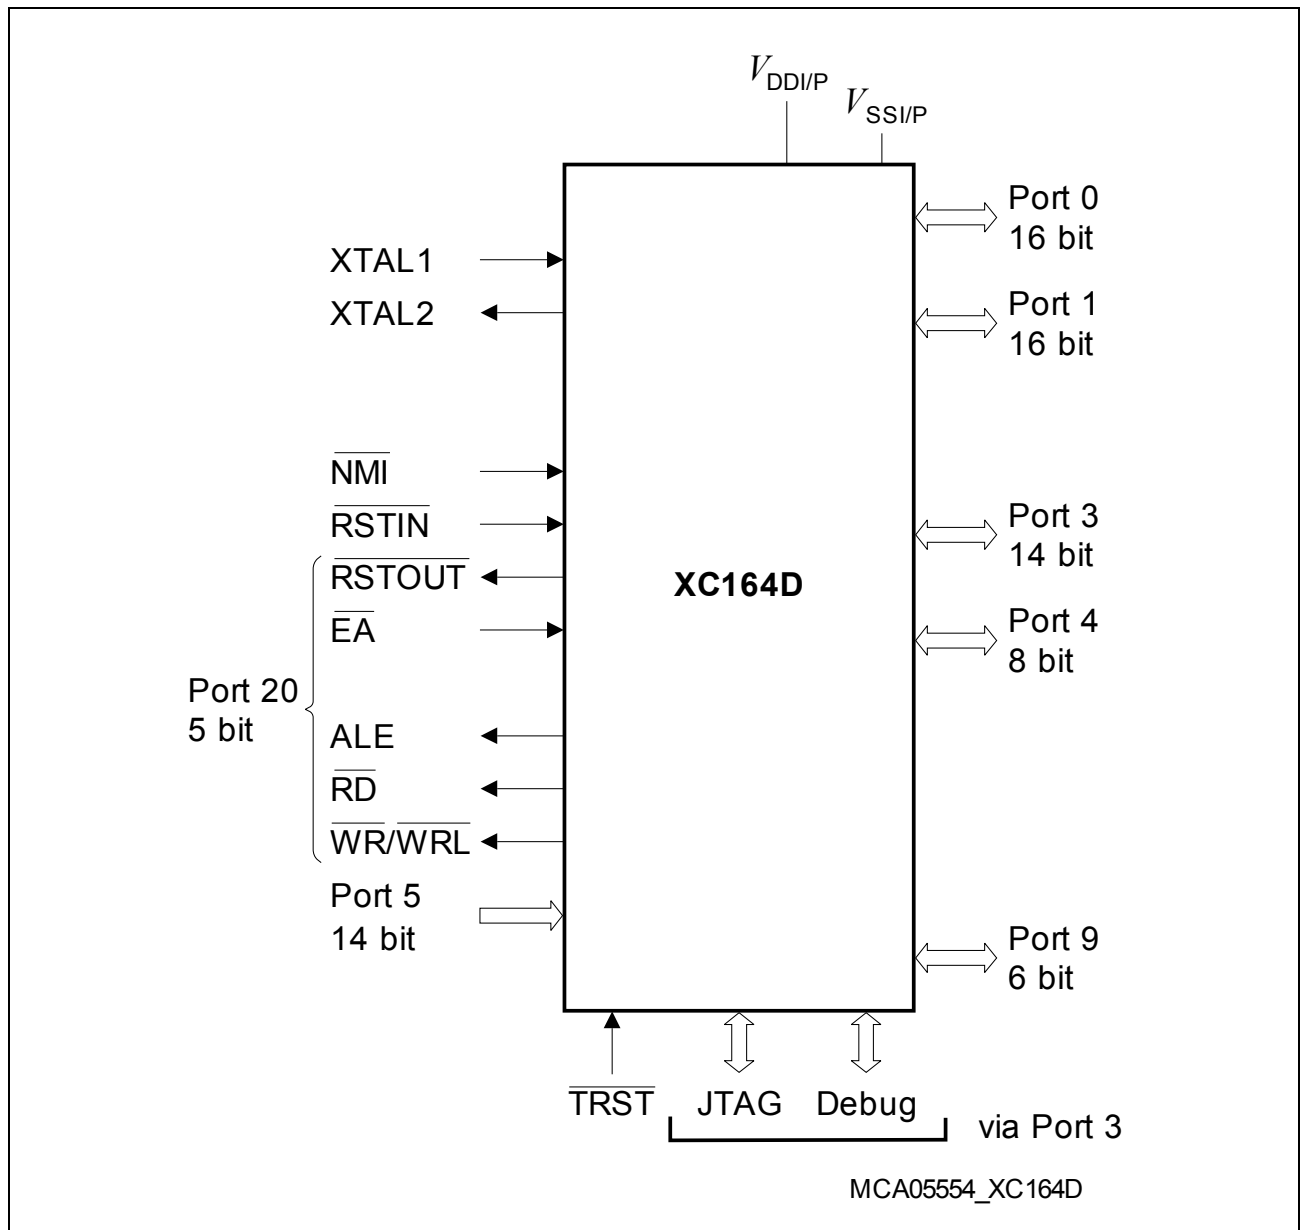 VDDI/P
VSSI/P
Port 0
16 bit
XTAL1
XTAL2
Port 1
16 bit
NMI
RSTIN
RSTOUT
EA
Port 20
5 bit
ALE
RD
WR/WRL
Port 5
14 bit
XC164D
Port 3
14 bit
Port 4
8 bit
Port 9
6 bit
TRST
JTAG
Debug
via Port 3
MCA05554_XC164D